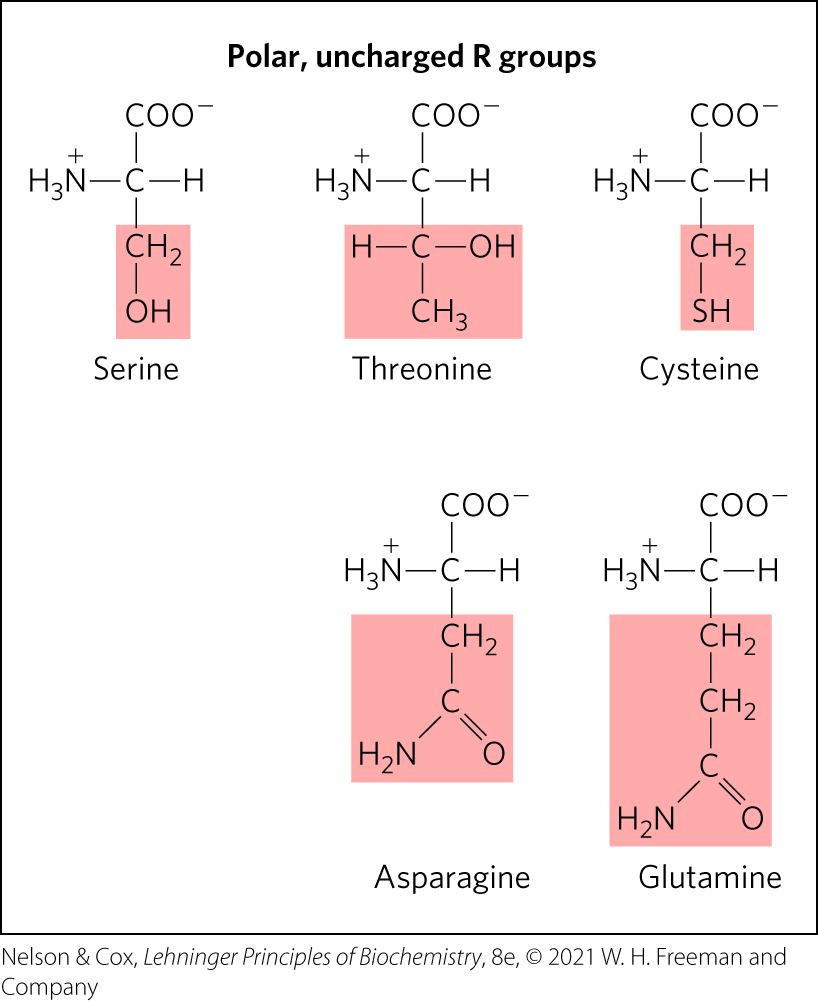 Polar, uncharged R groups
COO⁻ COO⁻ COO⁻
H₃N⁺—C—H H₃N⁺—C—H H₃N⁺—C—H
CH₂ H—C—OH CH₂
OH CH₃ SH
Serine Threonine Cysteine
COO⁻ COO⁻
H₃N⁺—C—H H₃N⁺—C—H
CH₂ CH₂
C CH₂
H₂N O C
H₂N O
Asparagine Glutamine
Nelson & Cox, Lehninger Principles of Biochemistry, 8e, © 2021 W. H. Freeman and
Company